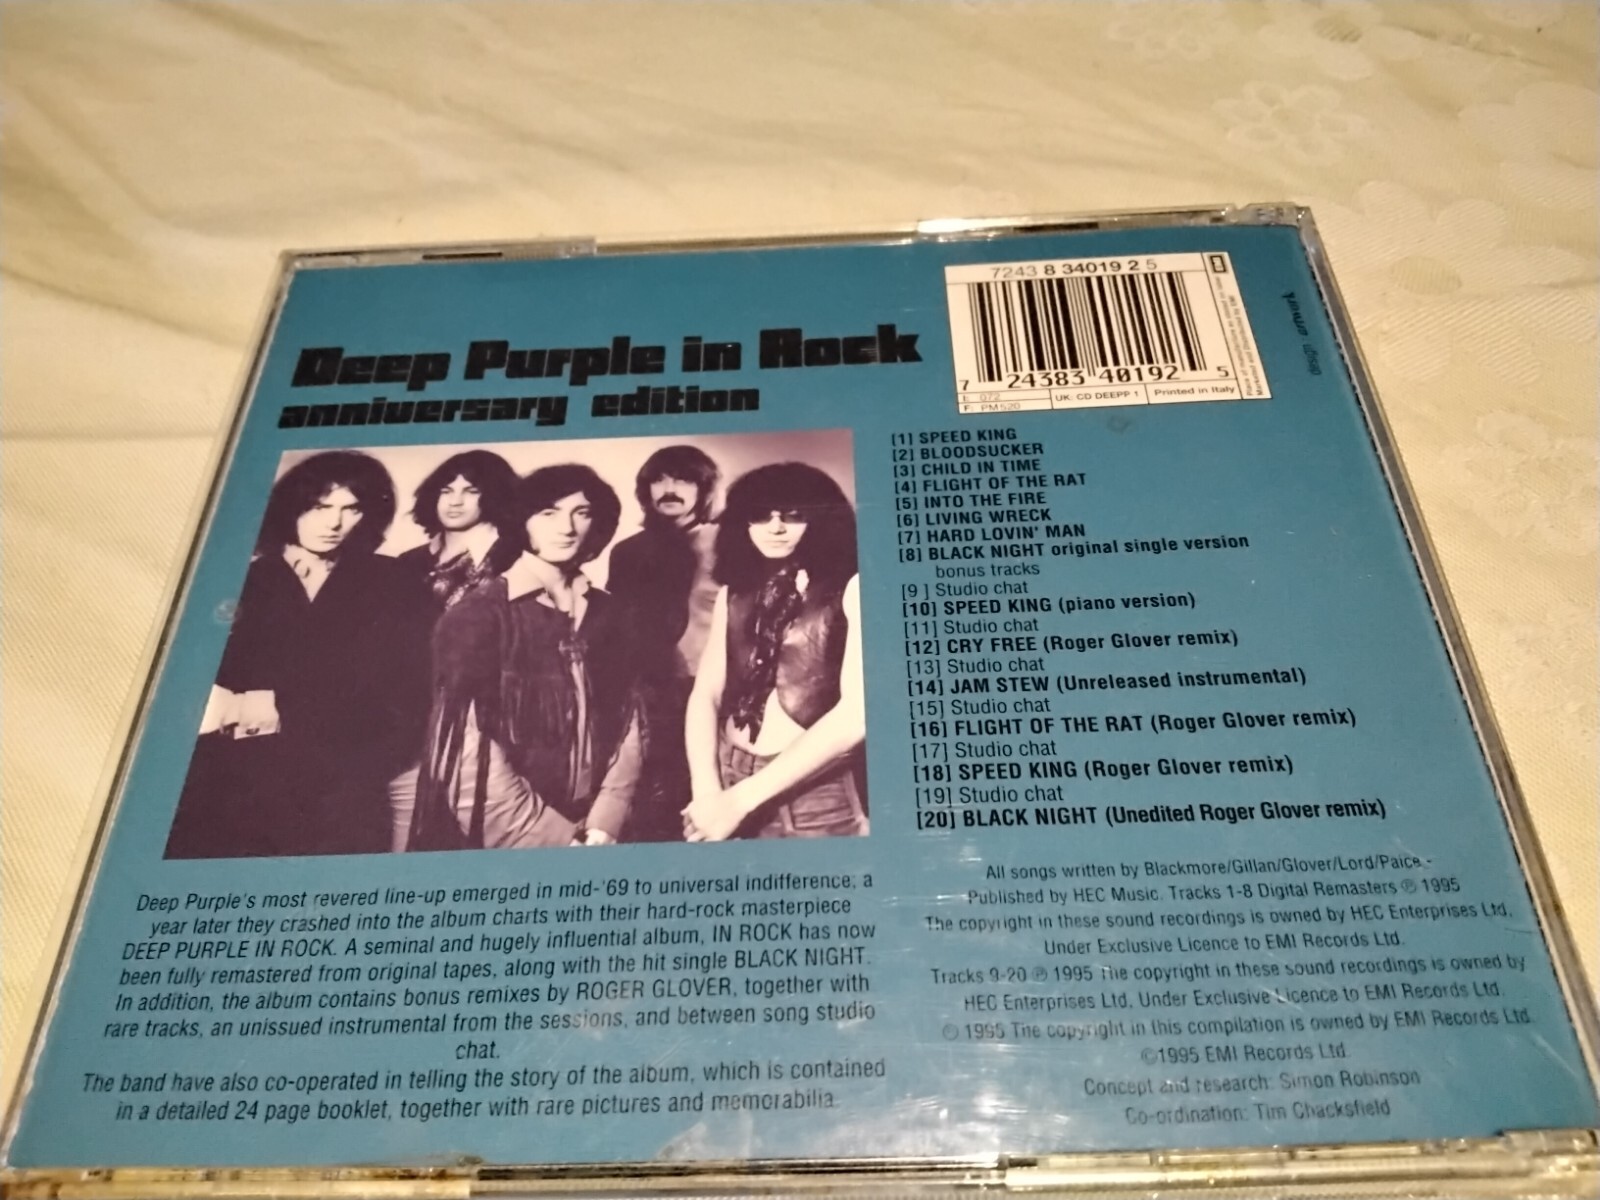 Deep Purple in Rock
anniversary edition
7243 8 34019 2 5
7 24383 40192 5
E: 072
F: PM 520
UK: CD DEEPP 1
Printed in Italy
[1] SPEED KING
[2] BLOODSUCKER
[3] CHILD IN TIME
[4] FLIGHT OF THE RAT
[5] INTO THE FIRE
[6] LIVING WRECK
[7] HARD LOVIN' MAN
[8] BLACK NIGHT original single version
bonus tracks
[9 ] Studio chat
[10] SPEED KING (piano version)
[11] Studio chat
[12] CRY FREE (Roger Glover remix)
[13] Studio chat
[14] JAM STEW (Unreleased instrumental)
[15] Studio chat
[16] FLIGHT OF THE RAT (Roger Glover remix)
[17] Studio chat
[18] SPEED KING (Roger Glover remix)
[19] Studio chat
[20] BLACK NIGHT (Unedited Roger Glover remix)
Deep Purple's most revered line-up emerged in mid-'69 to universal indifference; a
year later they crashed into the album charts with their hard-rock masterpiece
DEEP PURPLE IN ROCK. A seminal and hugely influential album, IN ROCK has now
been fully remastered from original tapes, along with the hit single BLACK NIGHT.
In addition, the album contains bonus remixes by ROGER GLOVER, together with
rare tracks, an unissued instrumental from the sessions, and between song studio
chat.
The band have also co-operated in telling the story of the album, which is contained
in a detailed 24 page booklet, together with rare pictures and memorabilia.
All songs written by Blackmore/Gillan/Glover/Lord/Paice -
Published by HEC Music. Tracks 1-8 Digital Remasters ℗ 1995
The copyright in these sound recordings is owned by HEC Enterprises Ltd.
Under Exclusive Licence to EMI Records Ltd.
Tracks 9-20 ℗ 1995 The copyright in these sound recordings is owned by
HEC Enterprises Ltd. Under Exclusive Licence to EMI Records Ltd.
℗ 1995 The copyright in this compilation is owned by EMI Records Ltd.
©1995 EMI Records Ltd.
Concept and research: Simon Robinson
Co-ordination: Tim Chacksfield